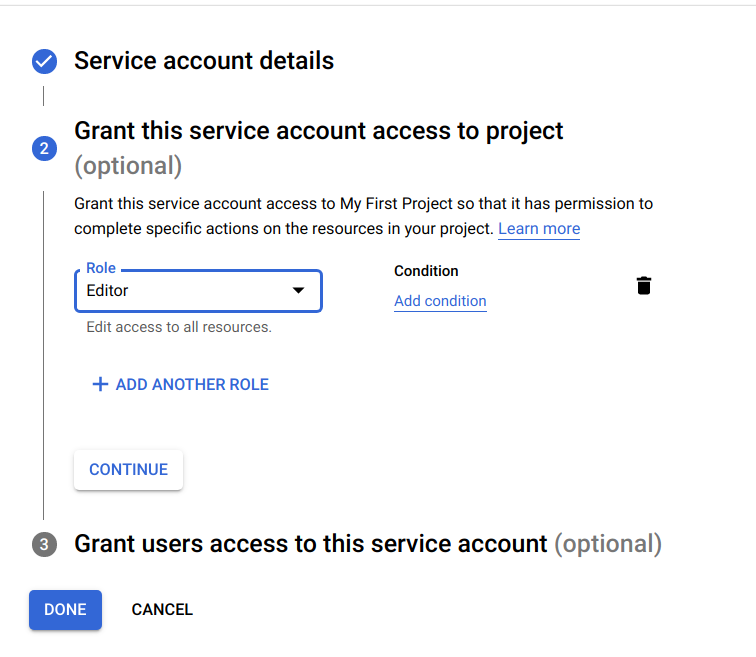 Service account details
2
Grant this service account access to project
(optional)
Grant this service account access to My First Project so that it has permission to
complete specific actions on the resources in your project. Learn more
Role
Editor
Condition
Add condition
Edit access to all resources.
+ ADD ANOTHER ROLE
CONTINUE
3 Grant users access to this service account (optional)
DONE CANCEL